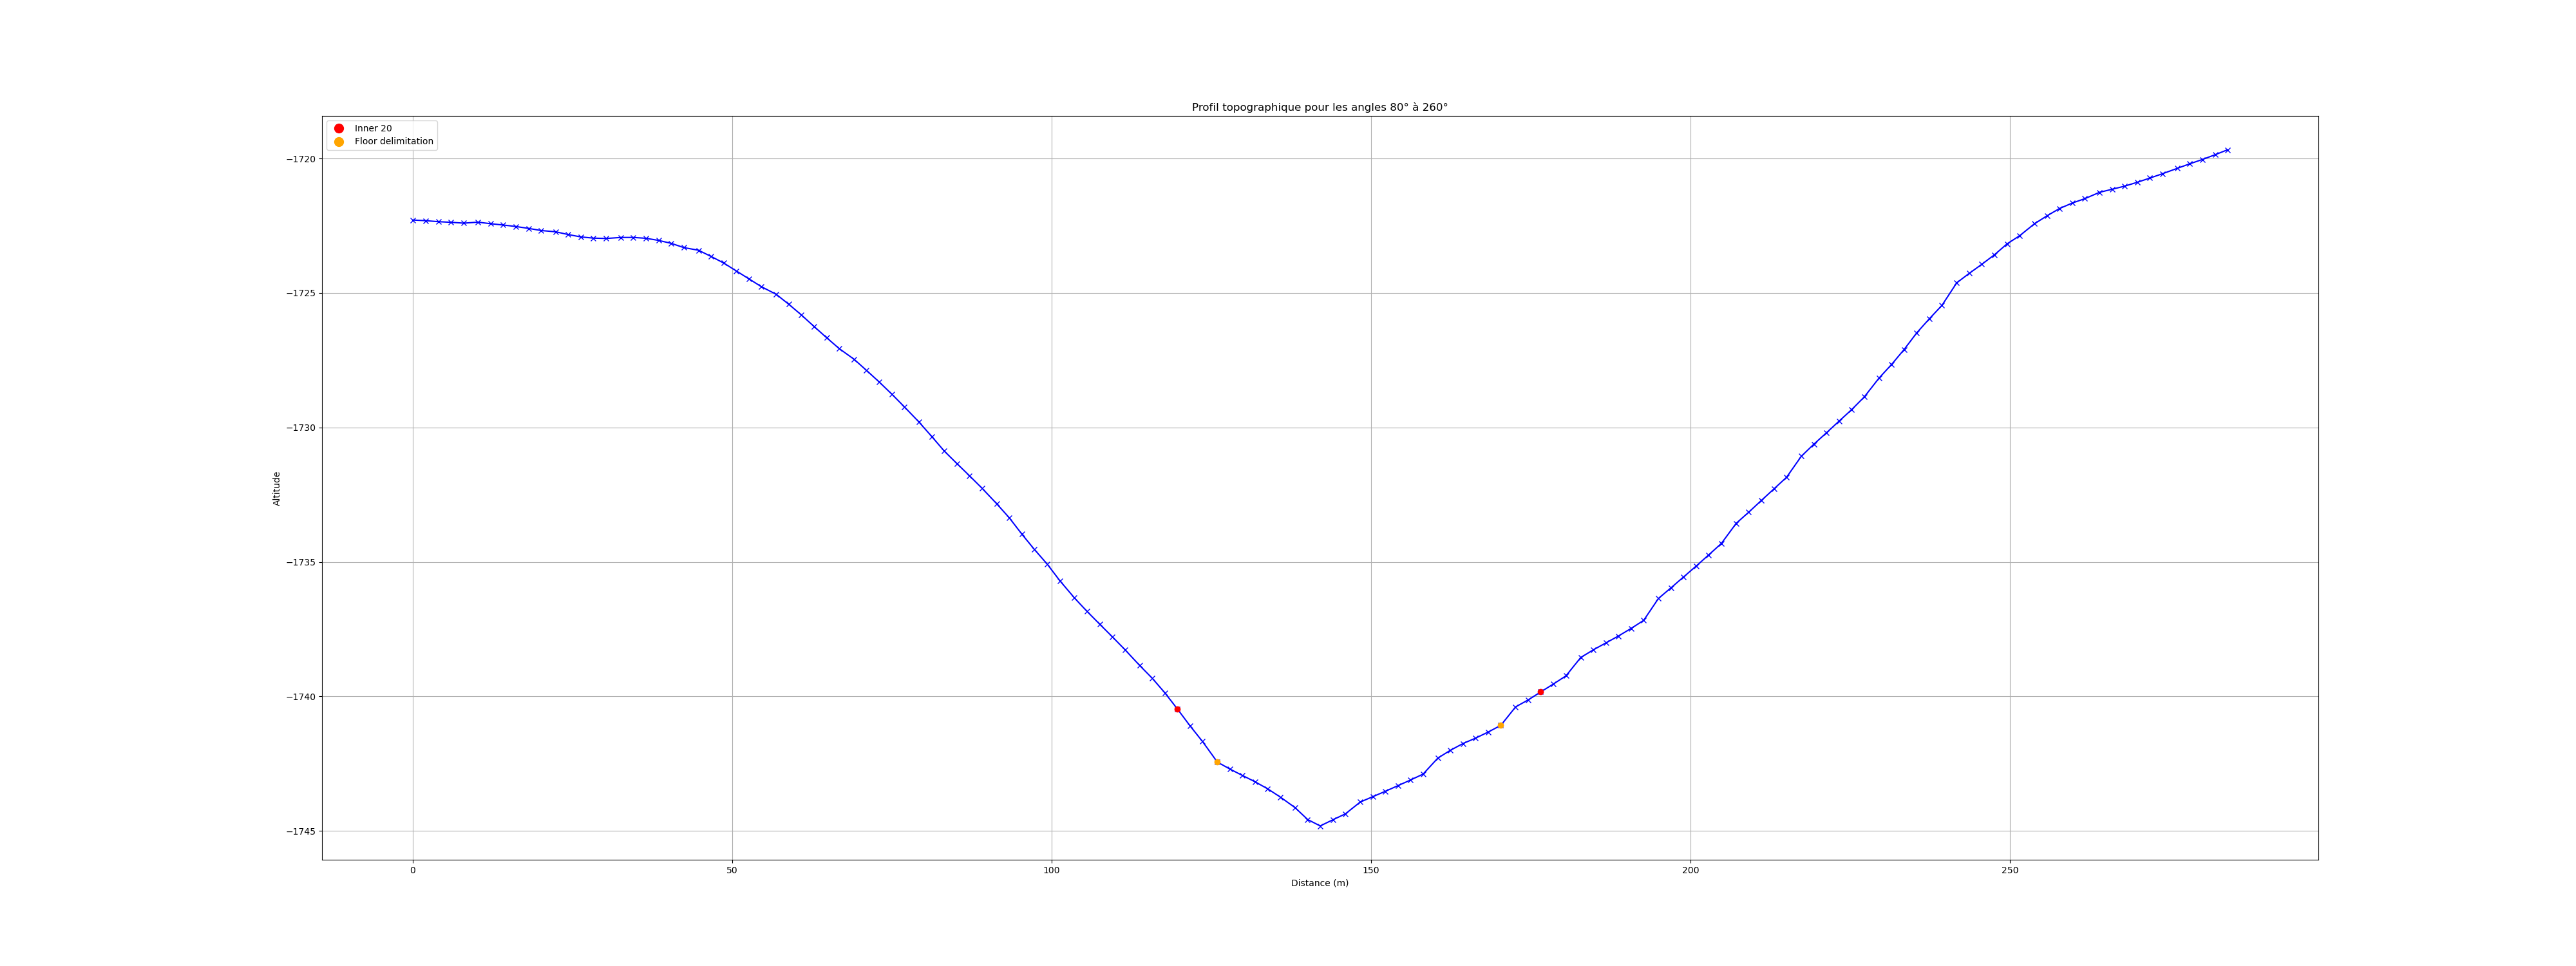 Profil topographique pour les angles 80° à 260°
Inner 20
Floor delimitation
−1720
−1725
−1730
−1735
−1740
−1745
Altitude
0 50 100 150 200 250
Distance (m)